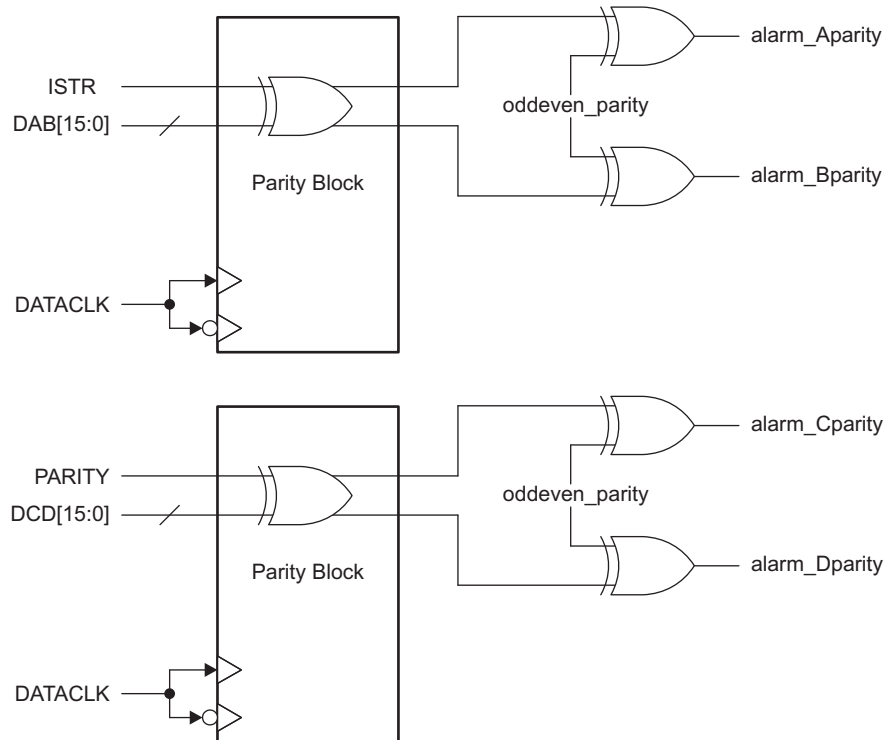 alarm_Aparity
ISTR
oddeven_parity
DAB[15:0]
Parity Block
alarm_Bparity
DATACLK
alarm_Cparity
PARITY
oddeven_parity
DCD[15:0]
Parity Block
alarm_Dparity
DATACLK